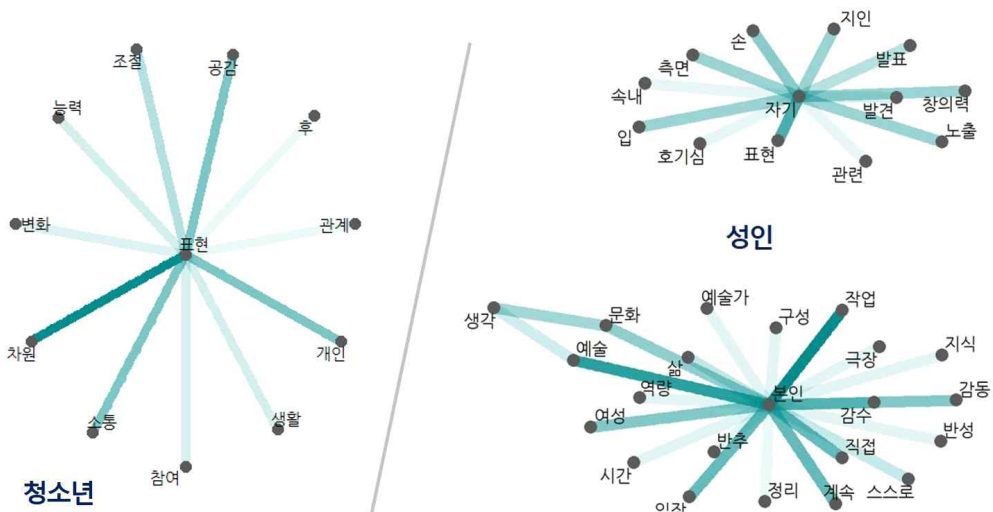 조절
공감
능력
후
변화
관계
표현
차원
개인
소통
생활
참여
청소년
지인
손
발표
측면
속내
자기
발견
창의력
입
호기심
표현
관련
노출
성인
생각
문화
예술가
구성
작업
예술
삶
극장
지식
역량
본인
감수
감동
여성
반추
직접
반성
시간
정리
계속
스스로